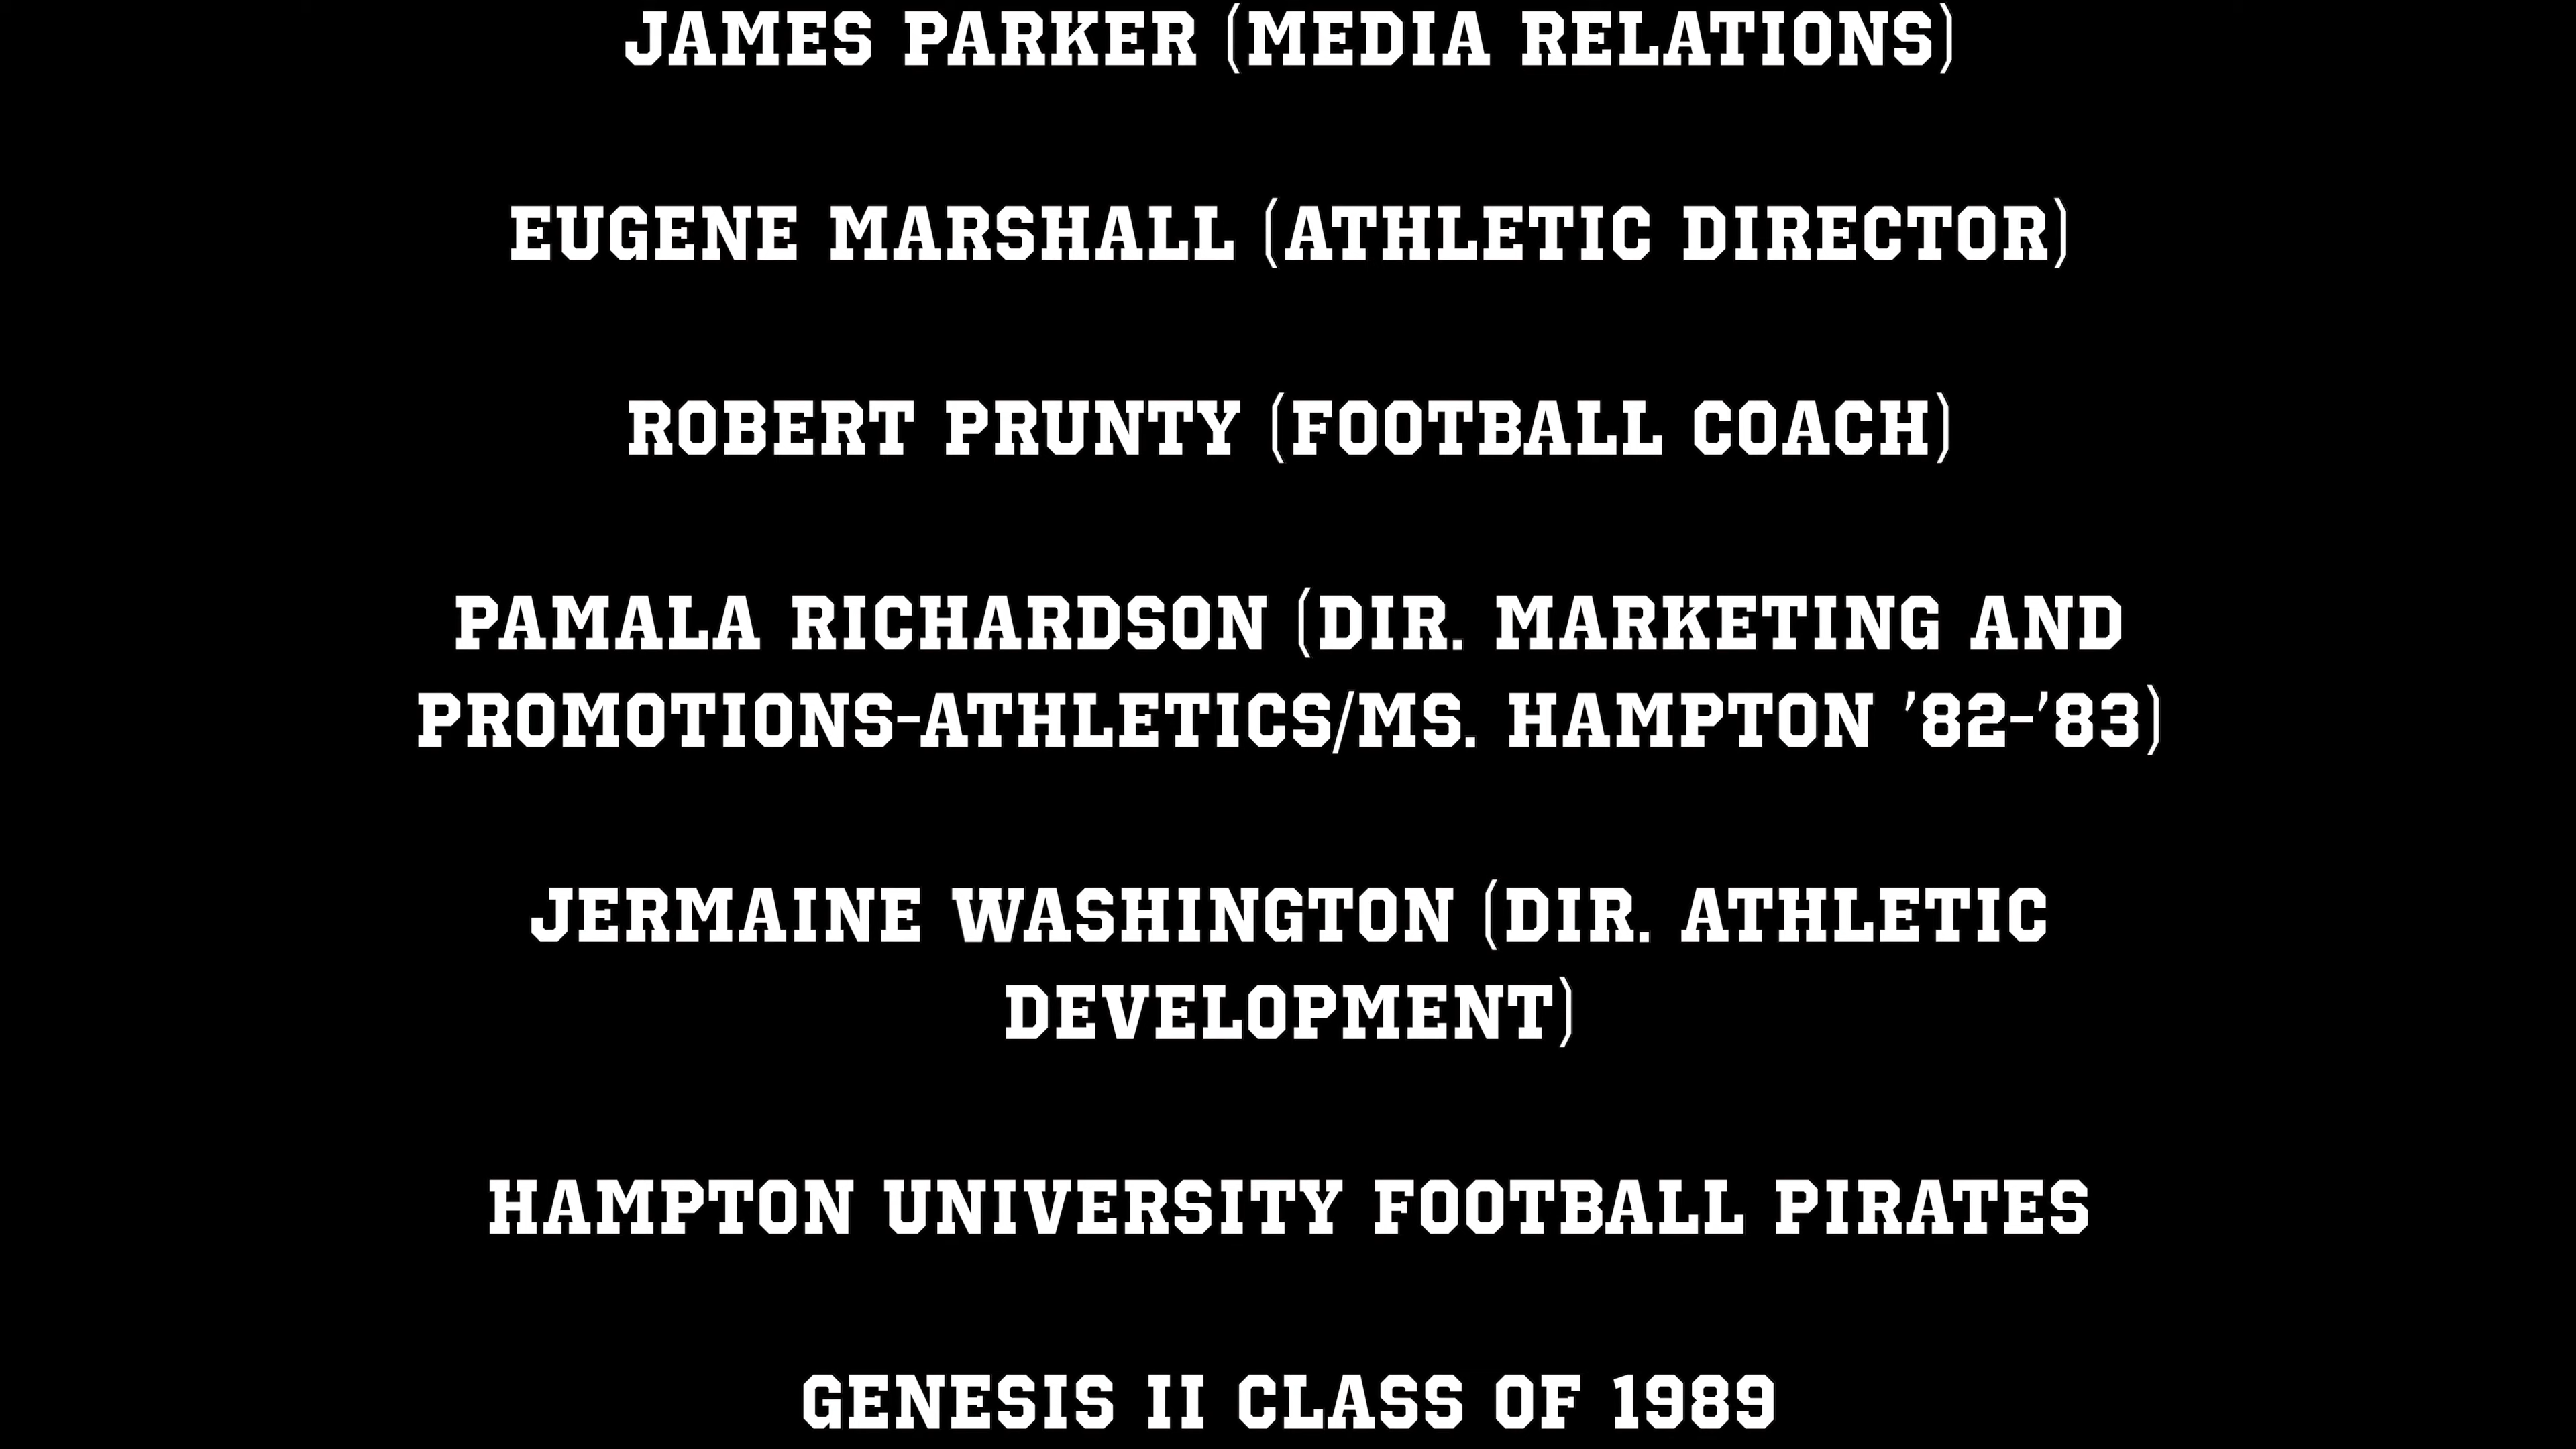 JAMES PARKER (MEDIA RELATIONS)
EUGENE MARSHALL (ATHLETIC DIRECTOR)
ROBERT PRUNTY (FOOTBALL COACH)
PAMALA RICHARDSON (DIR. MARKETING AND
PROMOTIONS-ATHLETICS/MS. HAMPTON '82-'83)
JERMAINE WASHINGTON (DIR. ATHLETIC
DEVELOPMENT)
HAMPTON UNIVERSITY FOOTBALL PIRATES
GENESIS II CLASS OF 1989